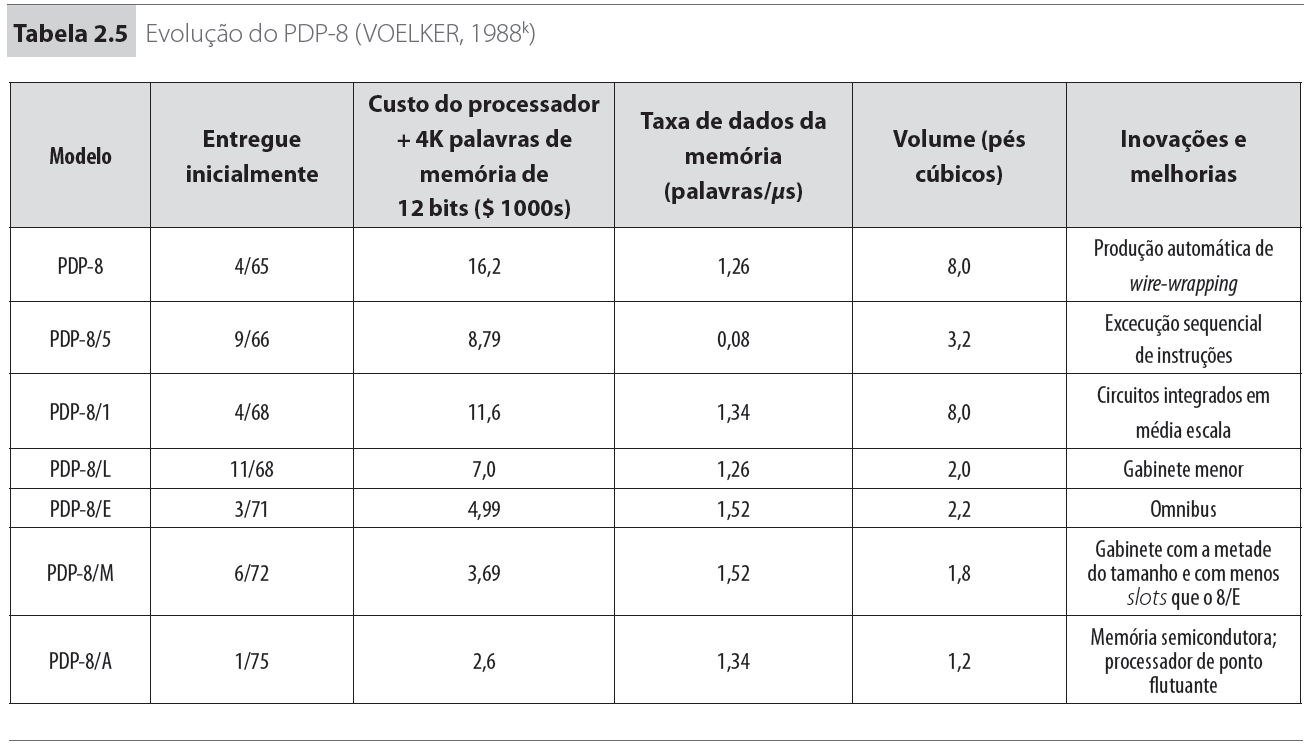 Tabela 2.5 Evolução do PDP-8 (VOELKER, 1988k)
Modelo
Entregue
inicialmente
Custo do processador
+ 4K palavras de
memória de
12 bits ($ 1000s)
Taxa de dados da
memória
(palavras/μs)
Volume (pés
cúbicos)
Inovações e
melhorias
PDP-8
4/65
16,2
1,26
8,0
Produção automática de
wire-wrapping
PDP-8/5
9/66
8,79
0,08
3,2
Excecução sequencial
de instruções
PDP-8/1
4/68
11,6
1,34
8,0
Circuitos integrados em
média escala
PDP-8/L
11/68
7,0
1,26
2,0
Gabinete menor
PDP-8/E
3/71
4,99
1,52
2,2
Omnibus
PDP-8/M
6/72
3,69
1,52
1,8
Gabinete com a metade
do tamanho e com menos
slots que o 8/E
PDP-8/A
1/75
2,6
1,34
1,2
Memória semicondutora;
processador de ponto
flutuante